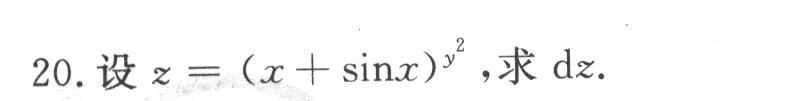 20. 设 z = (x + sinx)^{y^2} ,求 dz.